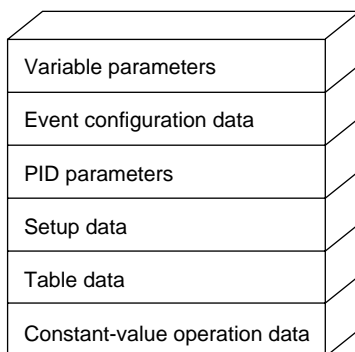 Variable parameters
Event configuration data
PID parameters
Setup data
Table data
Constant-value operation data